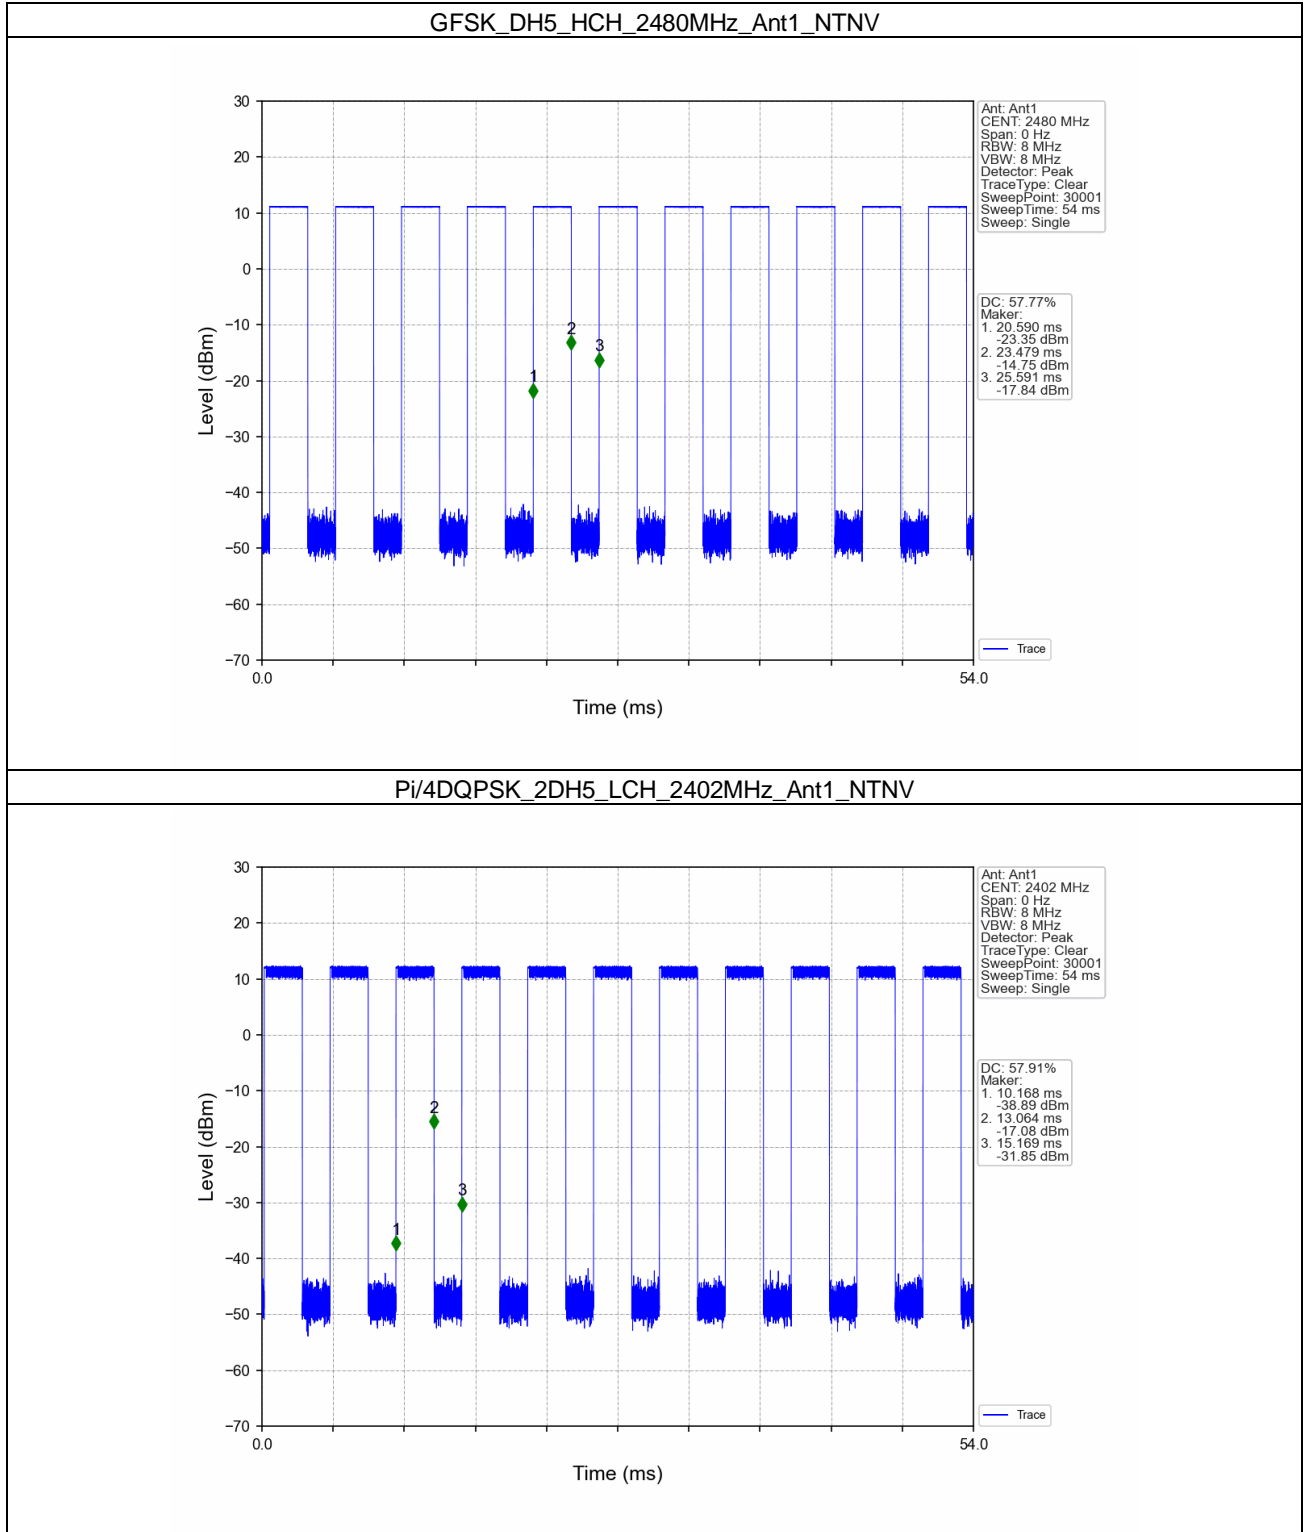 GFSK_DH5_HCH_2480MHz_Ant1_NTNV
30
20
10
0
−10
−20
−30
−40
−50
−60
−70
Level (dBm)
1
2
3
0.0
54.0
Time (ms)
Ant: Ant1
CENT: 2480 MHz
Span: 0 Hz
RBW: 8 MHz
VBW: 8 MHz
Detector: Peak
TraceType: Clear
SweepPoint: 30001
SweepTime: 54 ms
Sweep: Single
DC: 57.77%
Maker:
1. 20.590 ms
-23.35 dBm
2. 23.479 ms
-14.75 dBm
3. 25.591 ms
-17.84 dBm
Trace
Pi/4DQPSK_2DH5_LCH_2402MHz_Ant1_NTNV
30
20
10
0
−10
−20
−30
−40
−50
−60
−70
Level (dBm)
1
2
3
0.0
54.0
Time (ms)
Ant: Ant1
CENT: 2402 MHz
Span: 0 Hz
RBW: 8 MHz
VBW: 8 MHz
Detector: Peak
TraceType: Clear
SweepPoint: 30001
SweepTime: 54 ms
Sweep: Single
DC: 57.91%
Maker:
1. 10.168 ms
-38.89 dBm
2. 13.064 ms
-17.08 dBm
3. 15.169 ms
-31.85 dBm
Trace